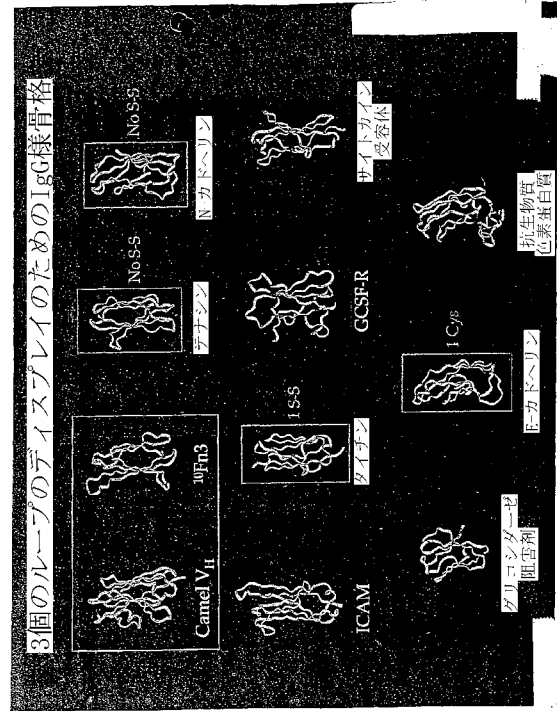 3個のループのディスプレイのためのIgG様骨格
Camel VH
¹⁰Fn3
No S-S
テナシン
No S-S
N-カドヘリン
ICAM
1 S-S
タイチン
GCSF-R
サイトカイン
受容体
グリコシダーゼ
阻害剤
1 Cys
E-カドヘリン
抗生物質
色素蛋白質